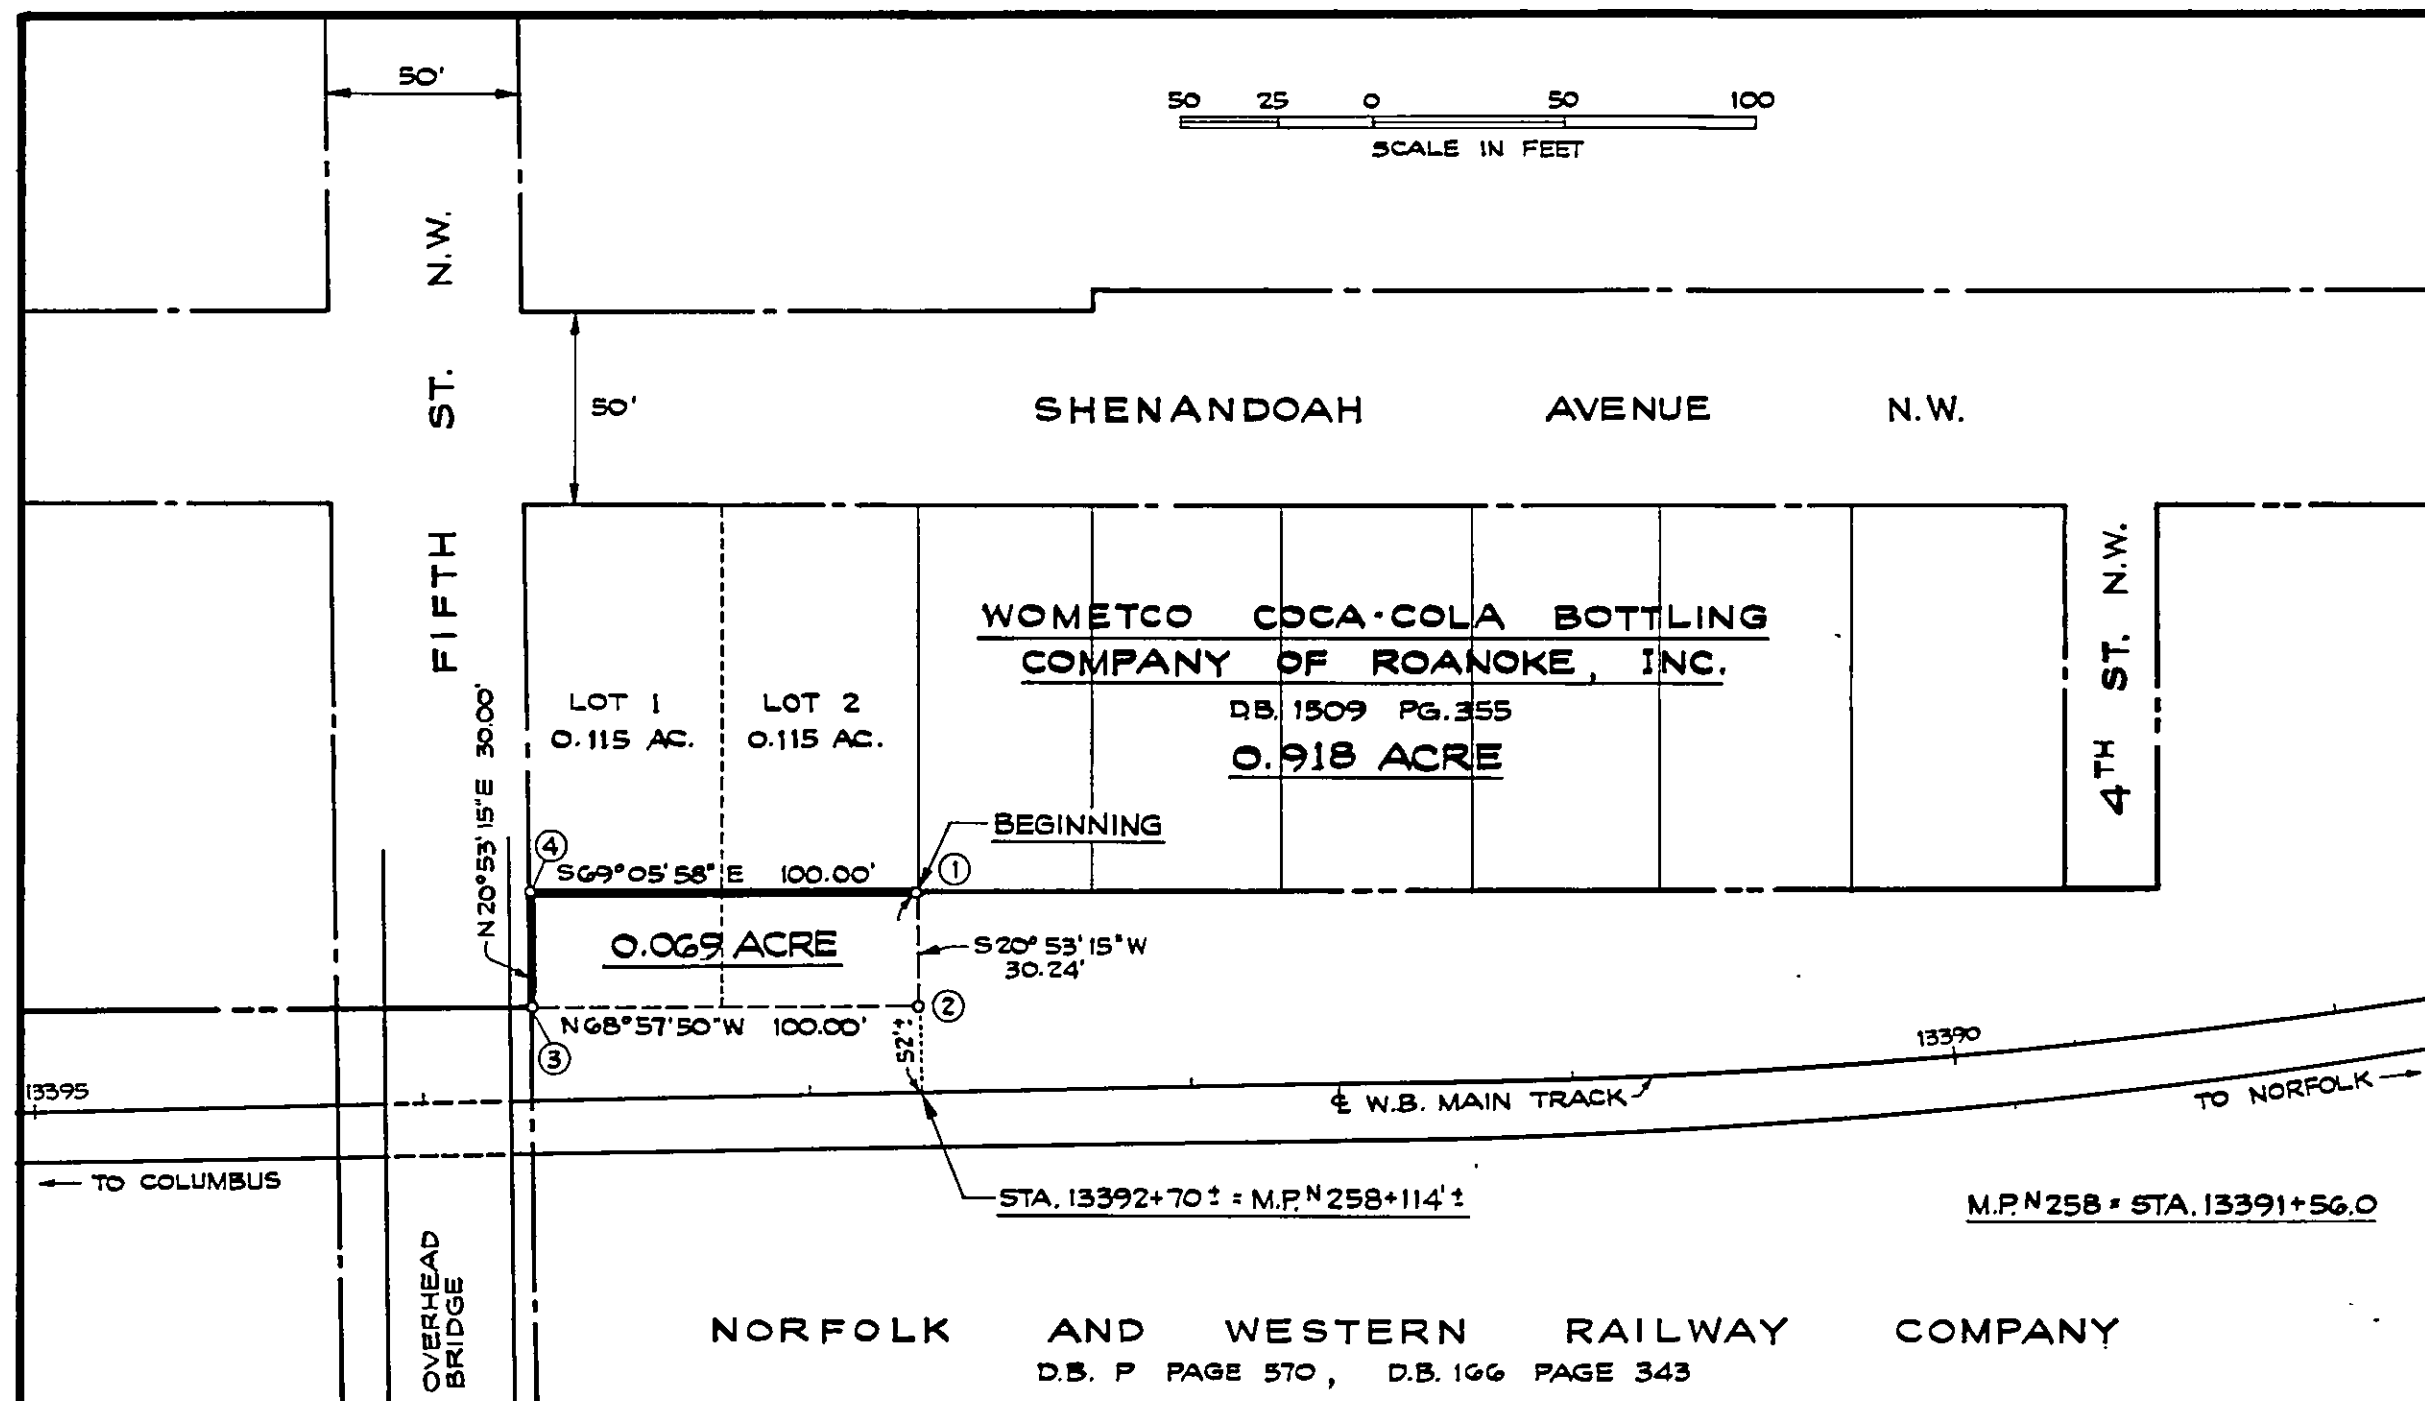 50'
50 25 0 50 100
SCALE IN FEET
FIFTH ST. N.W.
50'
SHENANDOAH AVENUE N.W.
4TH ST. N.W.
WOMETCO COCA-COLA BOTTLING
COMPANY OF ROANOKE, INC.
D.B. 1509 PG. 355
0.918 ACRE
LOT 1
0.115 AC.
LOT 2
0.115 AC.
N20°53'15"E 30.00'
BEGINNING
4
S69°05'58"E 100.00'
1
0.069 ACRE
S20°53'15"W
30.24'
2
N68°57'50"W 100.00'
3
52'±
13395
13390
℄ W.B. MAIN TRACK
TO NORFOLK
TO COLUMBUS
STA. 13392+70± = M.P. N258+114'±
M.P. N258 = STA. 13391+56.0
OVERHEAD
BRIDGE
NORFOLK AND WESTERN RAILWAY COMPANY
D.B. P PAGE 570, D.B. 166 PAGE 343